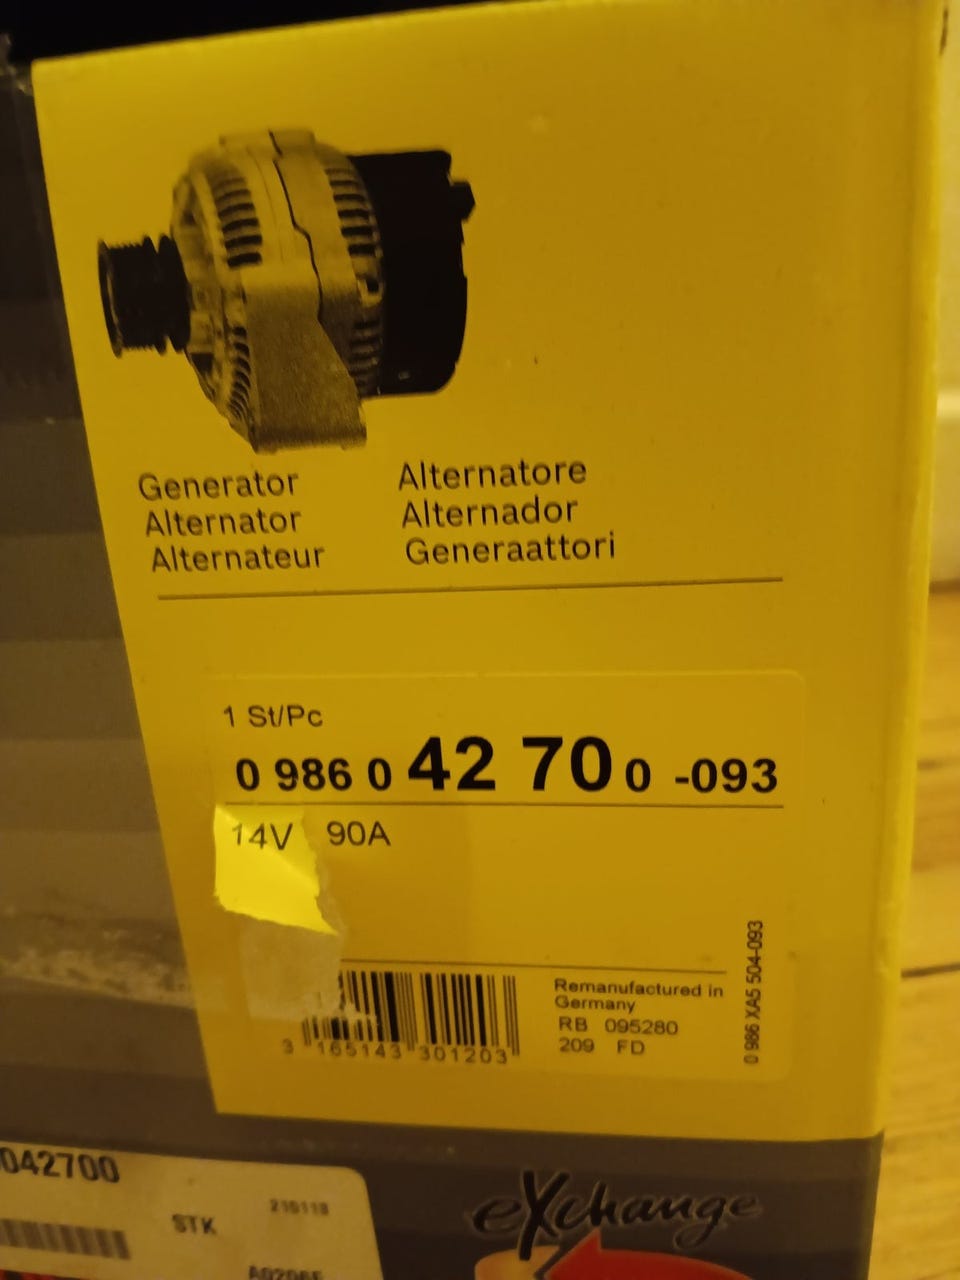 Generator
Alternator
Alternateur
Alternatore
Alternador
Generaattori
1 St/Pc
0 986 0 42 70 0 -093
14V 90A
3 165143 301203
Remanufactured in
Germany
RB 095280
209 FD
0 986 XA5 504-093
042700
STK
210118
eXchange